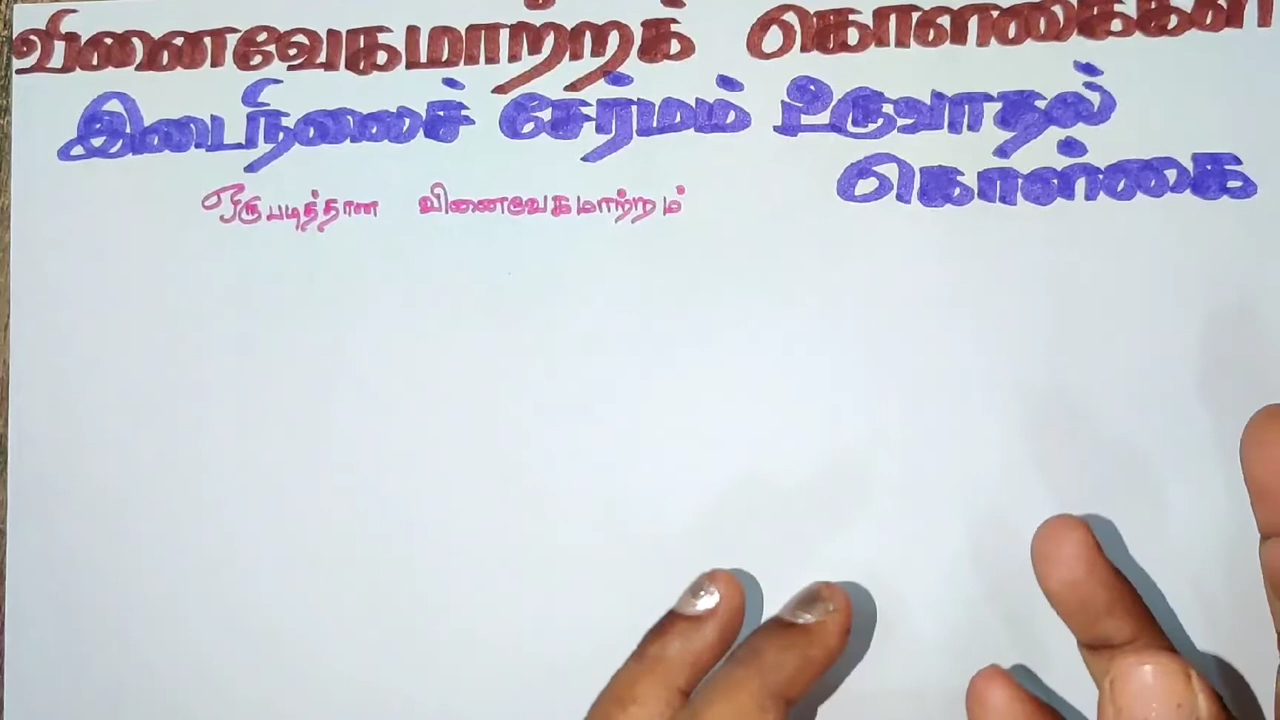 வினைவேகமாற்றக் கொள்கைகள்
இடைநிலைச் சேர்மம் உருவாதல்
கொள்கை
ஒருபடித்தான வினைவேகமாற்றம்